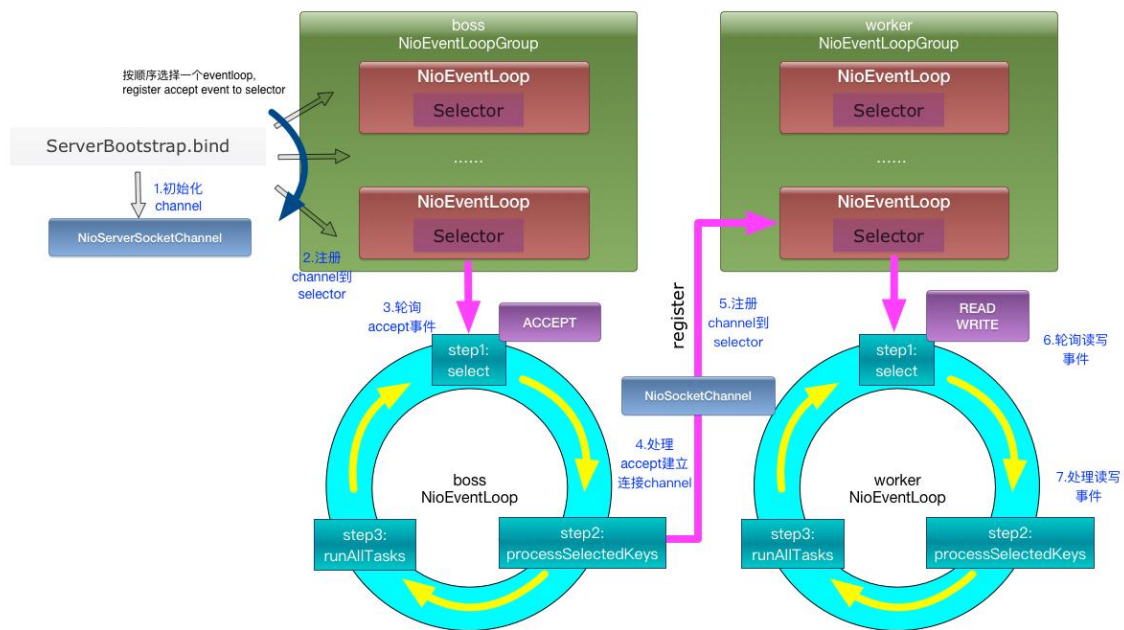 boss
NioEventLoopGroup
worker
NioEventLoopGroup
按顺序选择一个eventloop,
register accept event to selector
NioEventLoop
Selector
NioEventLoop
Selector
ServerBootstrap.bind
......
......
1.初始化
channel
NioServerSocketChannel
NioEventLoop
Selector
NioEventLoop
Selector
2.注册
channel到
selector
3.轮询
accept事件
ACCEPT
register
5.注册
channel到
selector
READ
WRITE
6.轮询读写
事件
step1:
select
step1:
select
NioSocketChannel
4.处理
accept建立
连接channel
boss
NioEventLoop
worker
NioEventLoop
7.处理读写
事件
step3:
runAllTasks
step2:
processSelectedKeys
step3:
runAllTasks
step2:
processSelectedKeys